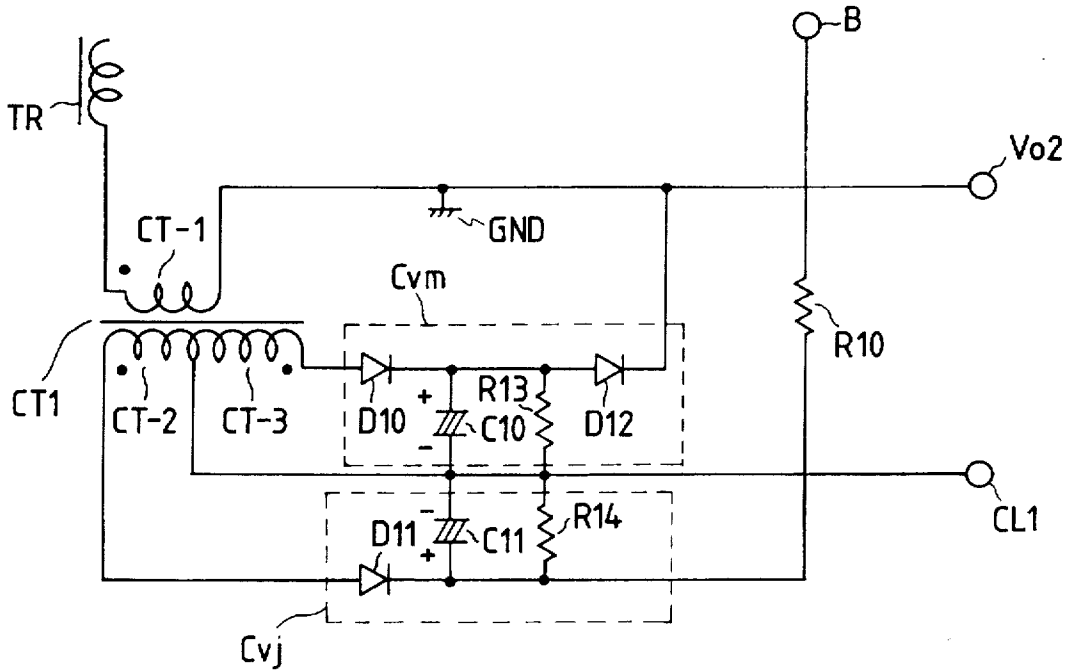 B
TR
Vo2
GND
CT-1
Cvm
R10
CT1
CT-2
CT-3
D10
+
-
C10
R13
D12
CL1
D11
-
+
C11
R14
Cvj